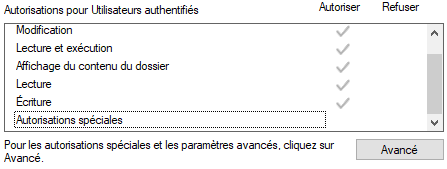 Autorisations pour Utilisateurs authentifiés Autoriser Refuser
Modification
Lecture et exécution
Affichage du contenu du dossier
Lecture
Écriture
Autorisations spéciales
Pour les autorisations spéciales et les paramètres avancés, cliquez sur Avancé
Avancé.